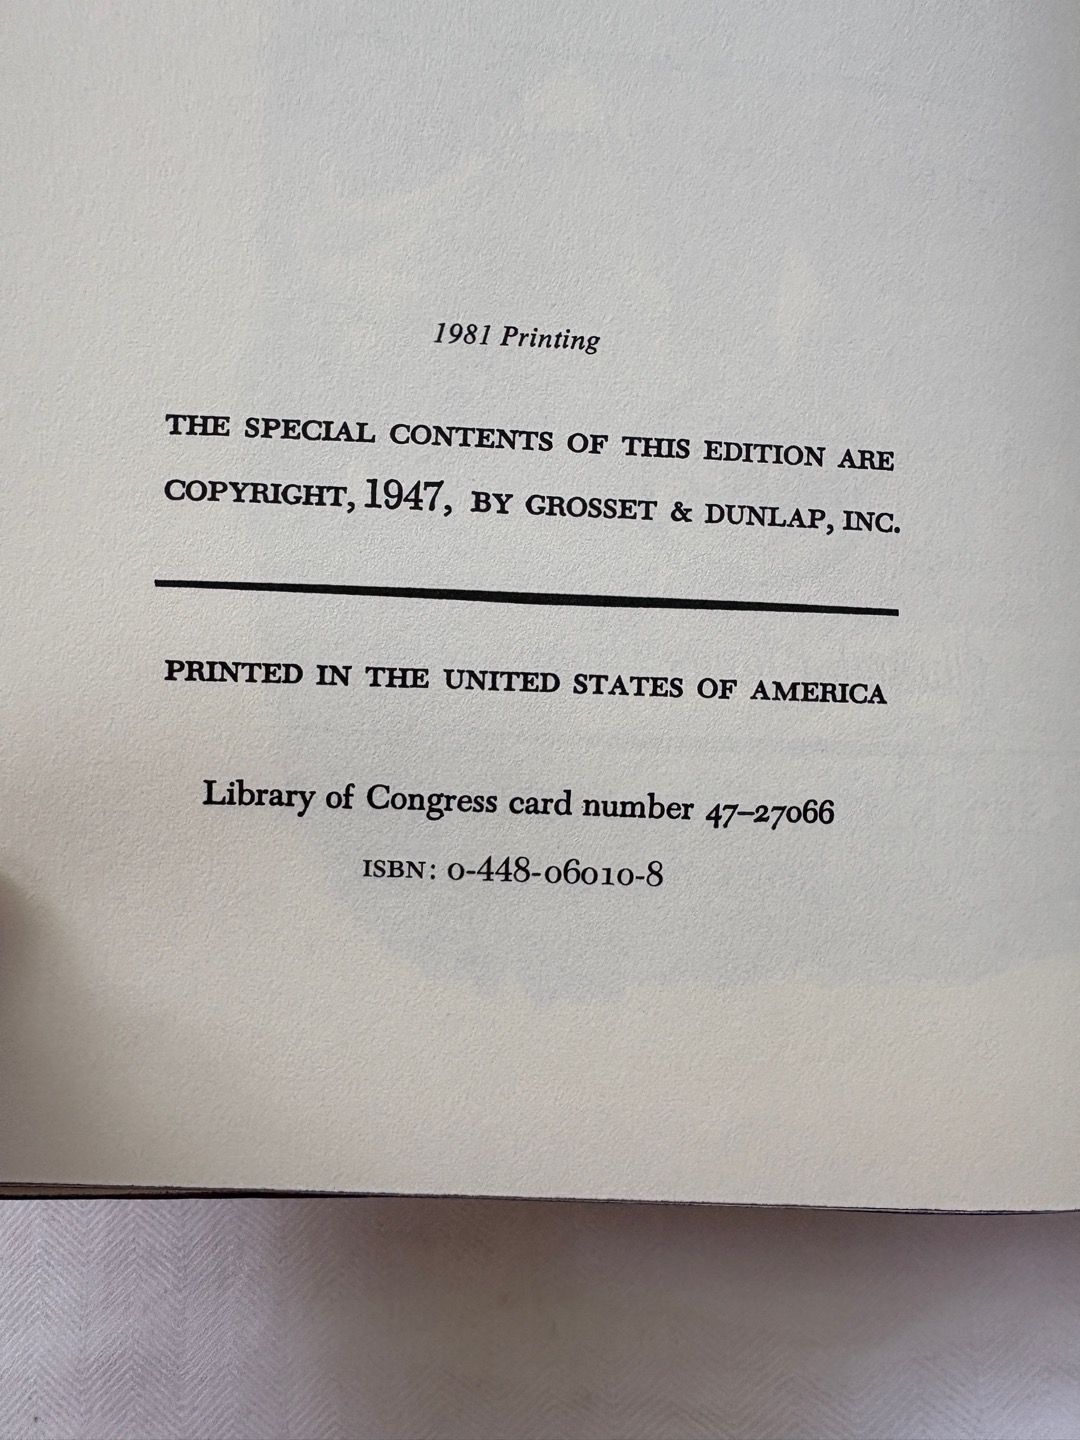 1981 Printing
THE SPECIAL CONTENTS OF THIS EDITION ARE
COPYRIGHT, 1947, BY GROSSET & DUNLAP, INC.
PRINTED IN THE UNITED STATES OF AMERICA
Library of Congress card number 47–27066
ISBN: 0-448-06010-8